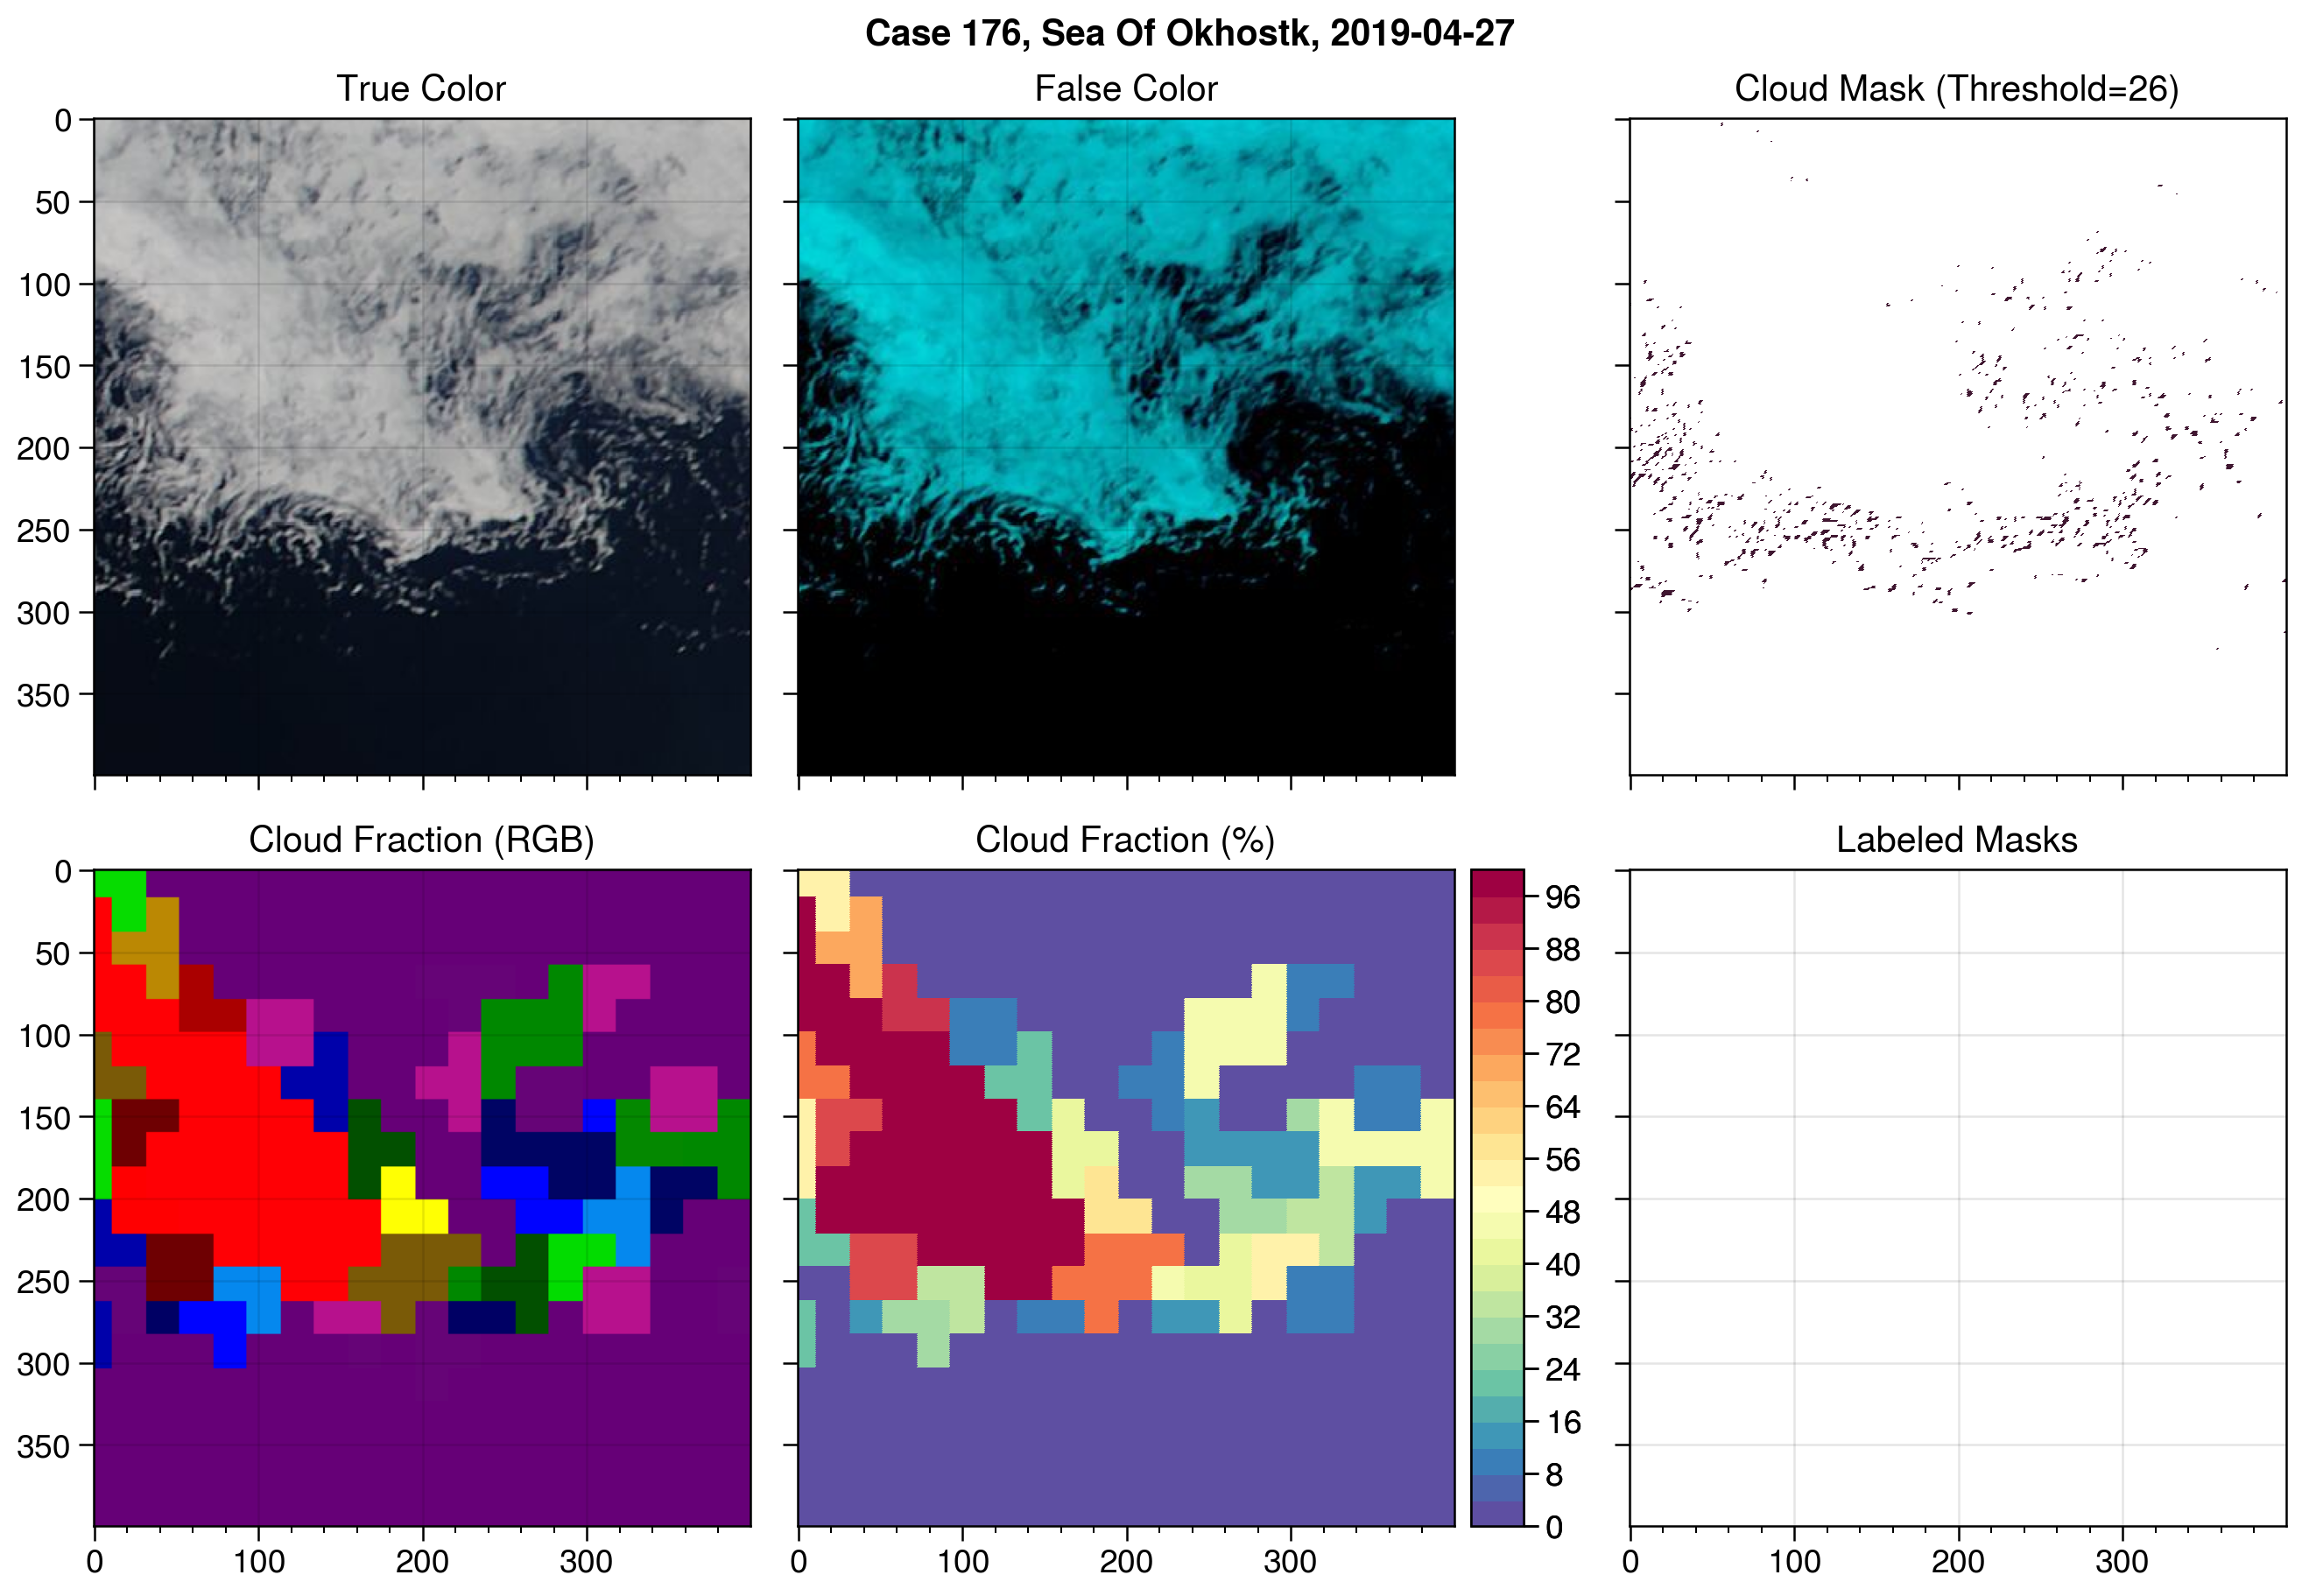 Case 176, Sea Of Okhostk, 2019-04-27
True Color
False Color
Cloud Mask (Threshold=26)
0
50
100
150
200
250
300
350
Cloud Fraction (RGB)
Cloud Fraction (%)
Labeled Masks
0
50
100
150
200
250
300
350
96
88
80
72
64
56
48
40
32
24
16
8
0
0 100 200 300
0 100 200 300
0 100 200 300